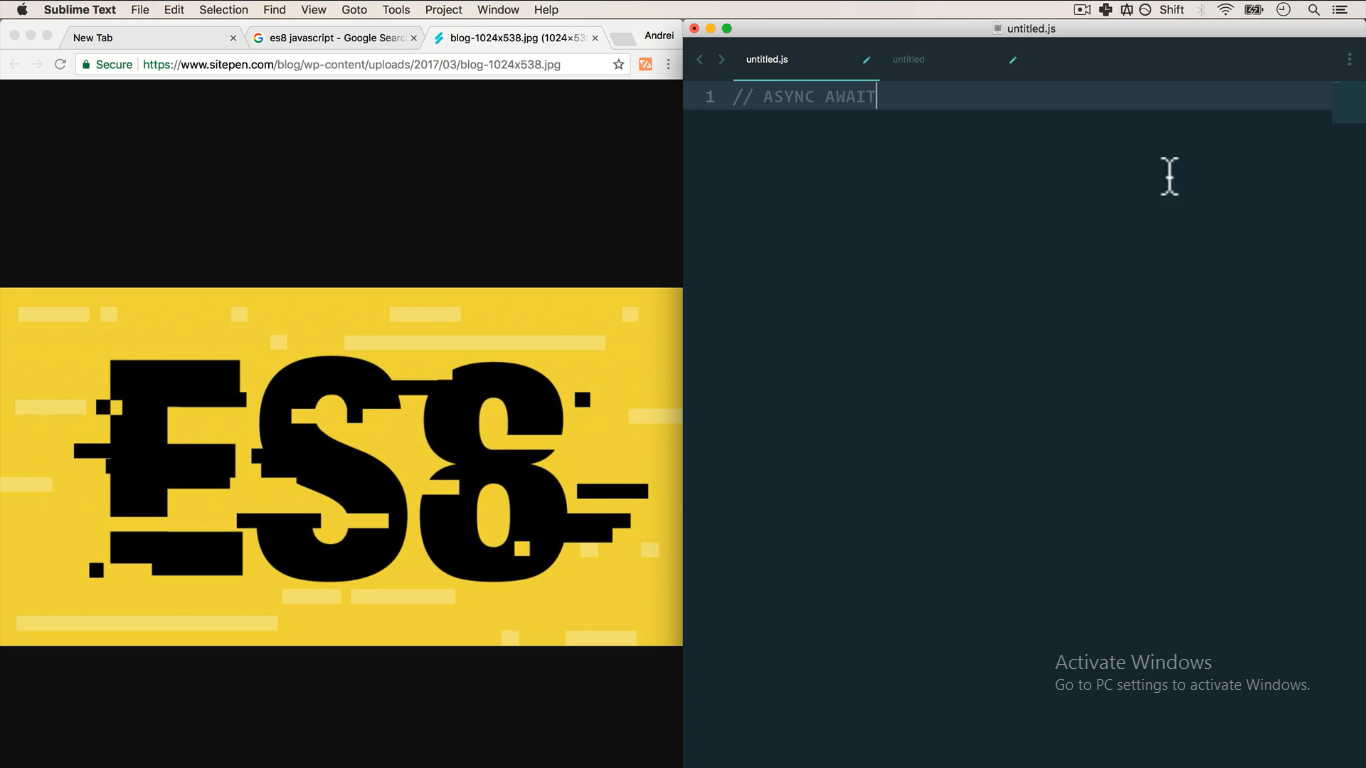 Sublime Text File Edit Selection Find View Goto Tools Project Window Help Shift
New Tab es8 javascript - Google Searc blog-1024x538.jpg (1024×53 Andrei
untitled.js
Secure https://www.sitepen.com/blog/wp-content/uploads/2017/03/blog-1024x538.jpg
untitled.js untitled
1 // ASYNC AWAIT
ES8
Activate Windows
Go to PC settings to activate Windows.